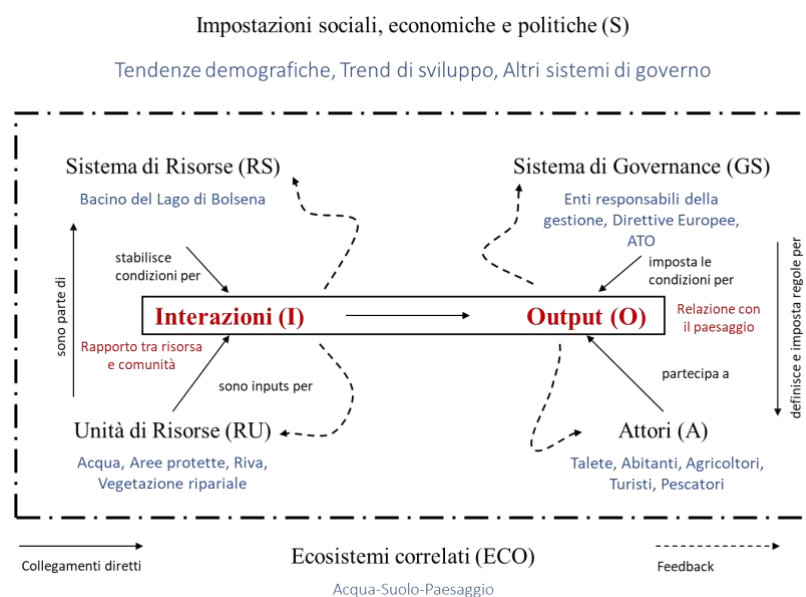 Impostazioni sociali, economiche e politiche (S)
Tendenze demografiche, Trend di sviluppo, Altri sistemi di governo
Sistema di Risorse (RS)
Bacino del Lago di Bolsena
Sistema di Governance (GS)
Enti responsabili della
gestione, Direttive Europee,
ATO
stabilisce
condizioni per
imposta le
condizioni per
sono parte di
definisce e imposta regole per
Interazioni (I)
Output (O)
Rapporto tra risorsa
e comunità
Relazione con
il paesaggio
sono inputs per
partecipa a
Unità di Risorse (RU)
Acqua, Aree protette, Riva,
Vegetazione ripariale
Attori (A)
Talete, Abitanti, Agricoltori,
Turisti, Pescatori
Collegamenti diretti
Ecosistemi correlati (ECO)
Acqua-Suolo-Paesaggio
Feedback